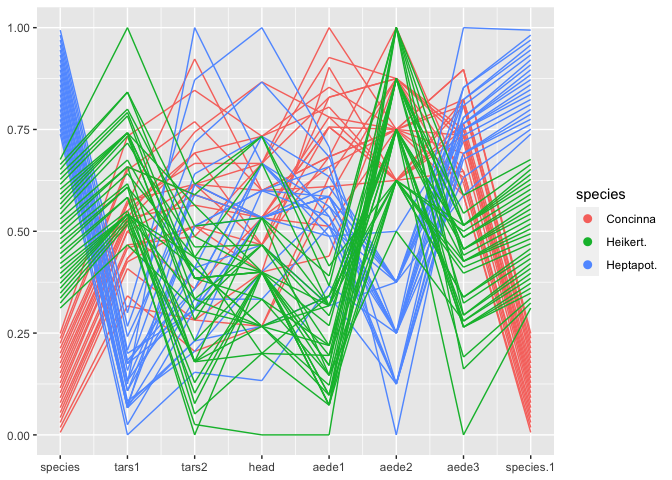 1.00
0.75
0.50
0.25
0.00
species tars1 tars2 head aede1 aede2 aede3 species.1
species
Concinna
Heikert.
Heptapot.